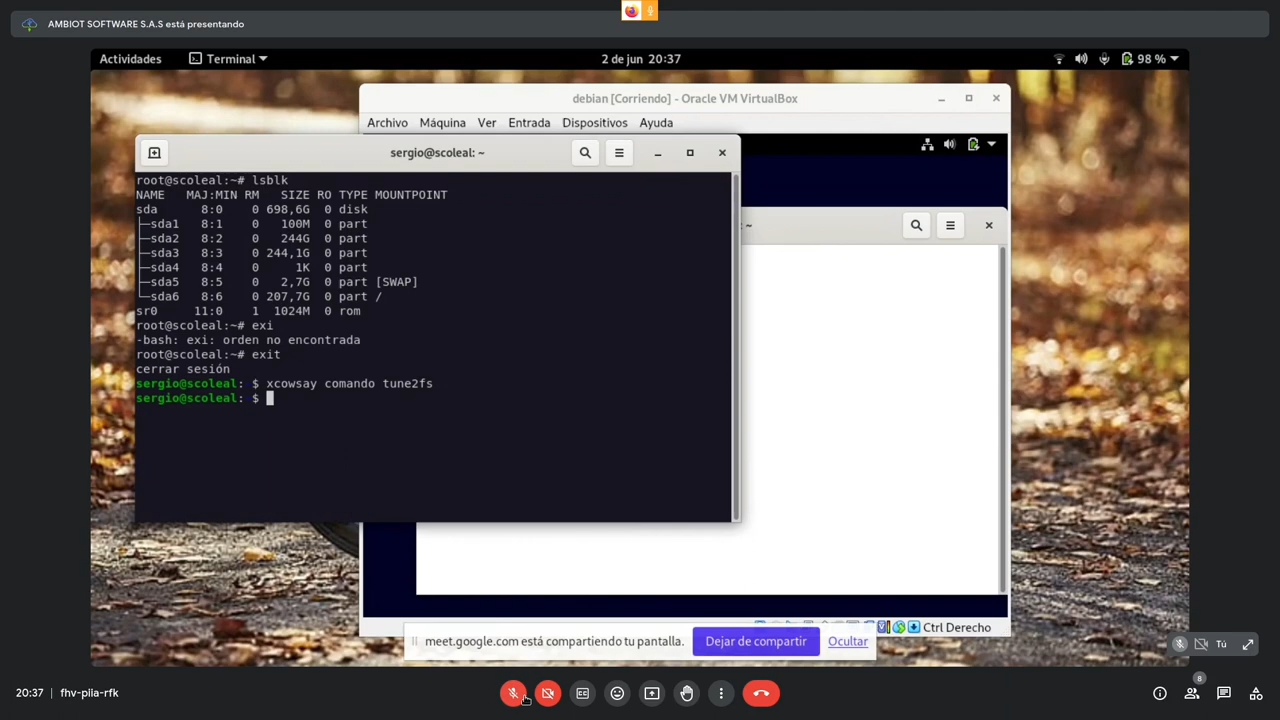 AMBIOT SOFTWARE S.A.S está presentando
Actividades
Terminal
2 de jun 20:37
98 %
debian [Corriendo] - Oracle VM VirtualBox
Archivo Máquina Ver Entrada Dispositivos Ayuda
sergio@scoleal: ~
: ~
root@scoleal:~# lsblk
NAME MAJ:MIN RM SIZE RO TYPE MOUNTPOINT
sda 8:0 0 698,6G 0 disk
├─sda1 8:1 0 100M 0 part
├─sda2 8:2 0 244G 0 part
├─sda3 8:3 0 244,1G 0 part
├─sda4 8:4 0 1K 0 part
├─sda5 8:5 0 2,7G 0 part [SWAP]
└─sda6 8:6 0 207,7G 0 part /
sr0 11:0 1 1024M 0 rom
root@scoleal:~# exi
-bash: exi: orden no encontrada
root@scoleal:~# exit
cerrar sesión
sergio@scoleal: $ xcowsay comando tune2fs
sergio@scoleal: $
Ctrl Derecho
meet.google.com está compartiendo tu pantalla.
Dejar de compartir
Ocultar
Tú
20:37 | fhv-piia-rfk
8